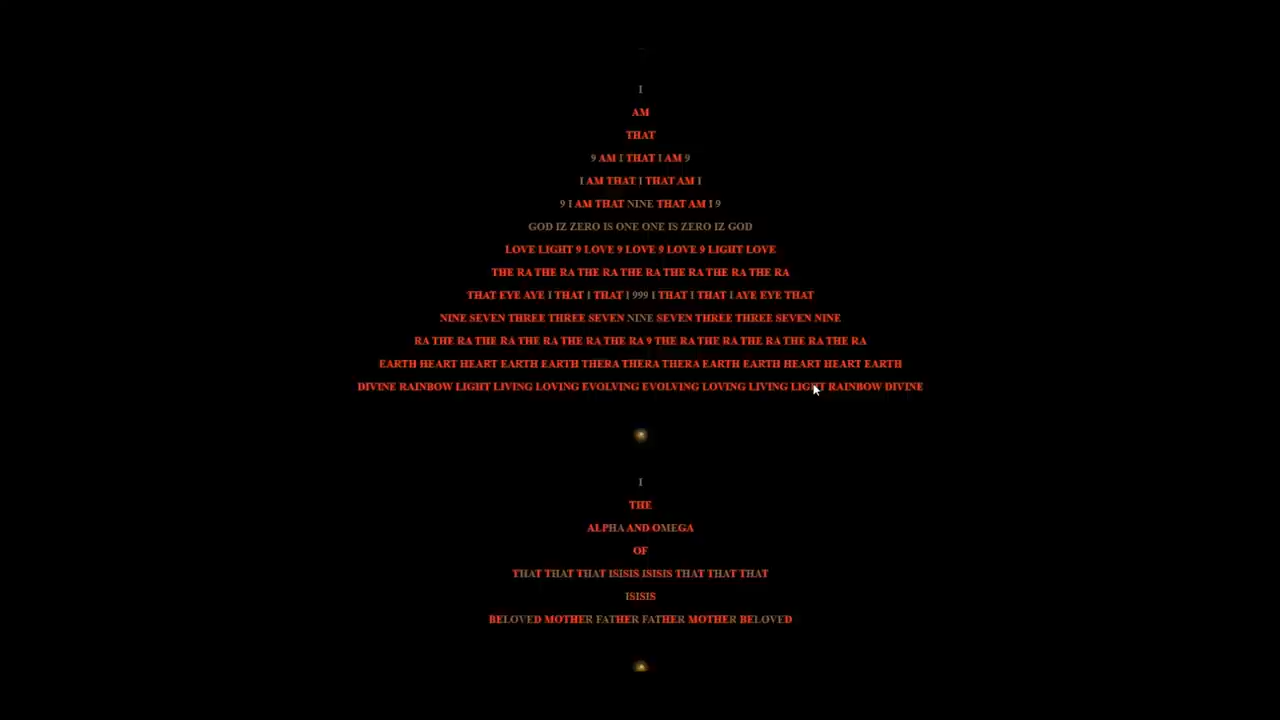 I
AM
THAT
9 AM I THAT I AM 9
I AM THAT I THAT AM I
9 I AM THAT NINE THAT AM I 9
GOD IZ ZERO IS ONE ONE IS ZERO IZ GOD
LOVE LIGHT 9 LOVE 9 LOVE 9 LOVE 9 LIGHT LOVE
THE RA THE RA THE RA THE RA THE RA THE RA THE RA
THAT EYE AYE I THAT I THAT I 999 I THAT I THAT I AYE EYE THAT
NINE SEVEN THREE THREE SEVEN NINE SEVEN THREE THREE SEVEN NINE
RA THE RA THE RA THE RA THE RA THE RA 9 THE RA THE RA THE RA THE RA THE RA
EARTH HEART HEART EARTH EARTH THERA THERA THERA EARTH EARTH HEART HEART EARTH
DIVINE RAINBOW LIGHT LIVING LOVING EVOLVING EVOLVING LOVING LIVING LIGHT RAINBOW DIVINE
I
THE
ALPHA AND OMEGA
OF
THAT THAT THAT ISISIS ISISIS THAT THAT THAT
ISISIS
BELOVED MOTHER FATHER FATHER MOTHER BELOVED